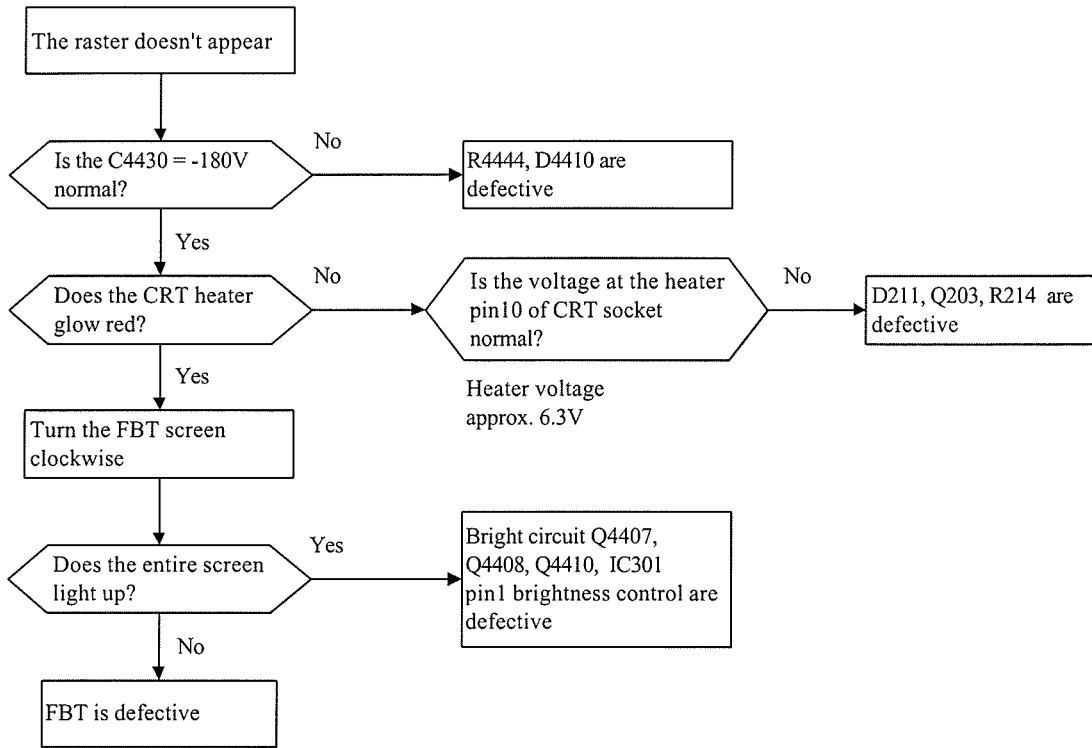 The raster doesn't appear
Is the C4430 = -180V
normal?
No
R4444, D4410 are
defective
Yes
Does the CRT heater
glow red?
No
Is the voltage at the heater
pin10 of CRT socket
normal?
No
D211, Q203, R214 are
defective
Heater voltage
approx. 6.3V
Yes
Turn the FBT screen
clockwise
Does the entire screen
light up?
Yes
Bright circuit Q4407,
Q4408, Q4410, IC301
pin1 brightness control are
defective
No
FBT is defective